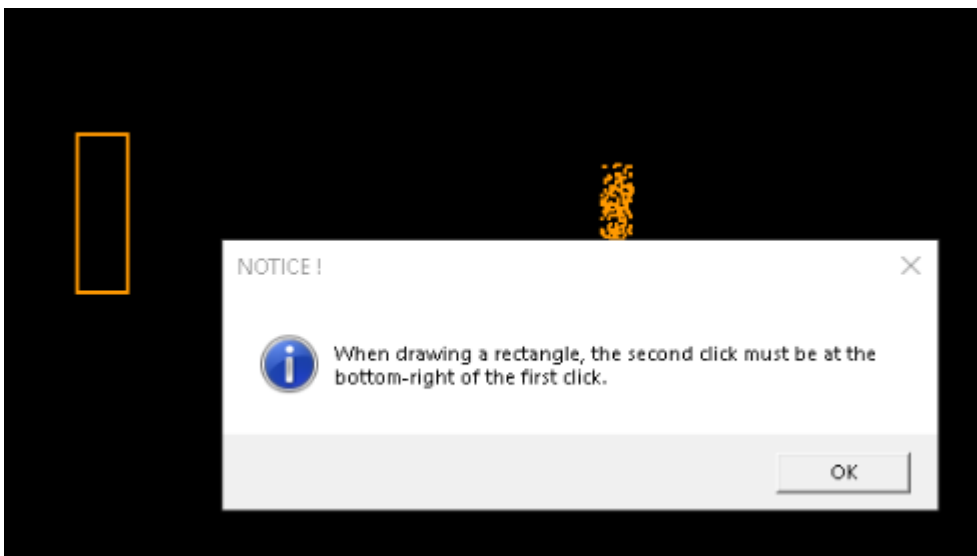 NOTICE !
When drawing a rectangle, the second click must be at the
bottom-right of the first click.
OK